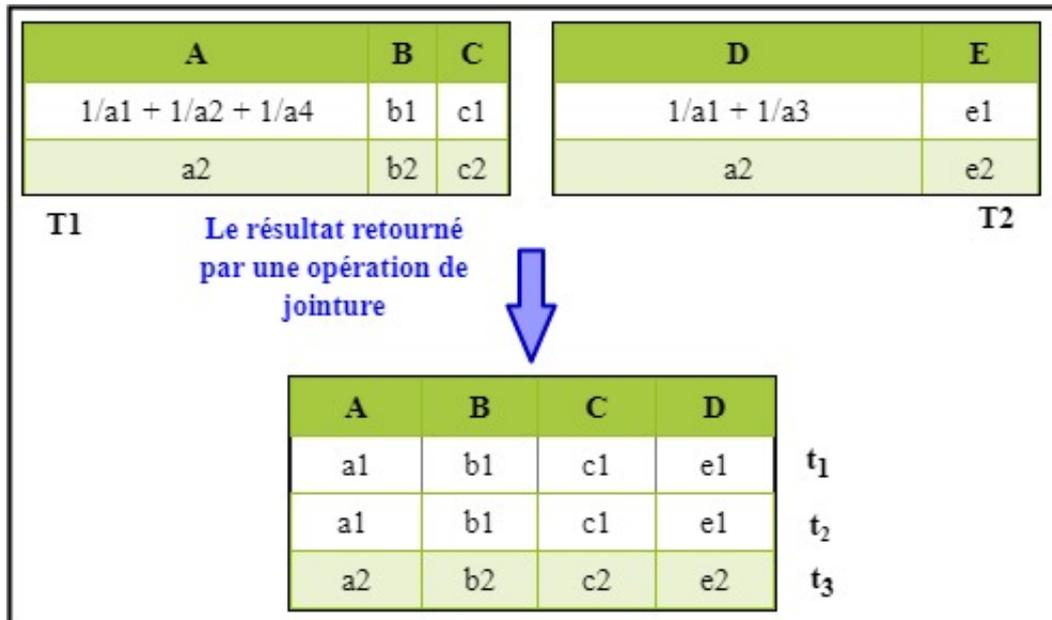 A B C
1/a1 + 1/a2 + 1/a4 b1 c1
a2 b2 c2
T1
D E
1/a1 + 1/a3 e1
a2 e2
T2
Le résultat retourné
par une opération de
jointure
A B C D
a1 b1 c1 e1 t1
a1 b1 c1 e1 t2
a2 b2 c2 e2 t3